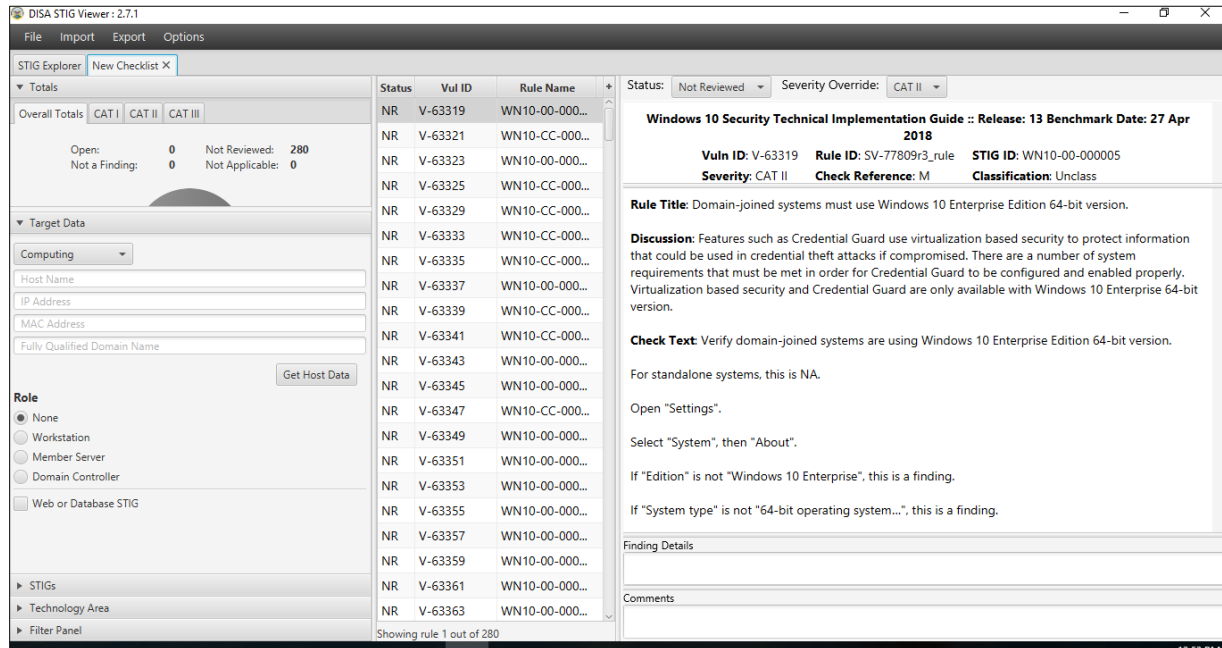 DISA STIG Viewer : 2.7.1
File Import Export Options
STIG Explorer New Checklist
Totals
Overall Totals CAT I CAT II CAT III
Open: 0 Not Reviewed: 280
Not a Finding: 0 Not Applicable: 0
Target Data
Computing
Host Name
IP Address
MAC Address
Fully Qualified Domain Name
Get Host Data
Role
None
Workstation
Member Server
Domain Controller
Web or Database STIG
STIGs
Technology Area
Filter Panel
Status Vul ID Rule Name +
NR V-63319 WN10-00-000...
NR V-63321 WN10-CC-000...
NR V-63323 WN10-00-000...
NR V-63325 WN10-CC-000...
NR V-63329 WN10-CC-000...
NR V-63333 WN10-CC-000...
NR V-63335 WN10-CC-000...
NR V-63337 WN10-00-000...
NR V-63339 WN10-CC-000...
NR V-63341 WN10-CC-000...
NR V-63343 WN10-00-000...
NR V-63345 WN10-00-000...
NR V-63347 WN10-CC-000...
NR V-63349 WN10-00-000...
NR V-63351 WN10-00-000...
NR V-63353 WN10-00-000...
NR V-63355 WN10-00-000...
NR V-63357 WN10-00-000...
NR V-63359 WN10-00-000...
NR V-63361 WN10-00-000...
NR V-63363 WN10-00-000...
Showing rule 1 out of 280
Status: Not Reviewed Severity Override: CAT II
Windows 10 Security Technical Implementation Guide :: Release: 13 Benchmark Date: 27 Apr
2018
Vuln ID: V-63319 Rule ID: SV-77809r3_rule STIG ID: WN10-00-000005
Severity: CAT II Check Reference: M Classification: Unclass
Rule Title: Domain-joined systems must use Windows 10 Enterprise Edition 64-bit version.
Discussion: Features such as Credential Guard use virtualization based security to protect information
that could be used in credential theft attacks if compromised. There are a number of system
requirements that must be met in order for Credential Guard to be configured and enabled properly.
Virtualization based security and Credential Guard are only available with Windows 10 Enterprise 64-bit
version.
Check Text: Verify domain-joined systems are using Windows 10 Enterprise Edition 64-bit version.
For standalone systems, this is NA.
Open "Settings".
Select "System", then "About".
If "Edition" is not "Windows 10 Enterprise", this is a finding.
If "System type" is not "64-bit operating system...", this is a finding.
Finding Details
Comments